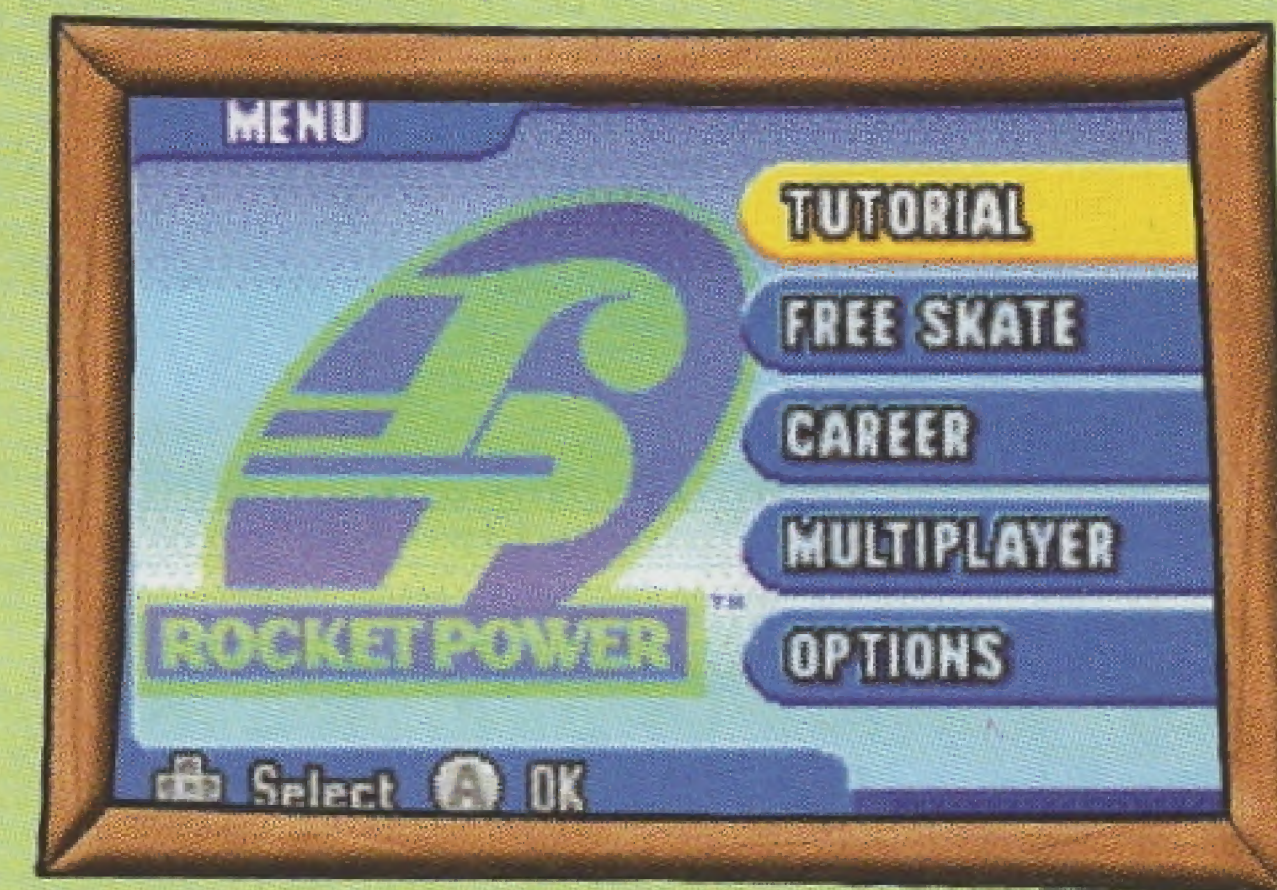 MENU
TUTORIAL
FREE SKATE
CAREER
MULTIPLAYER
TM
ROCKET POWER
OPTIONS
Select A OK